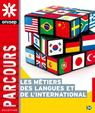 onisep
PARCOURS
LES MÉTIERS
DES LANGUES ET
DE L'INTERNATIONAL